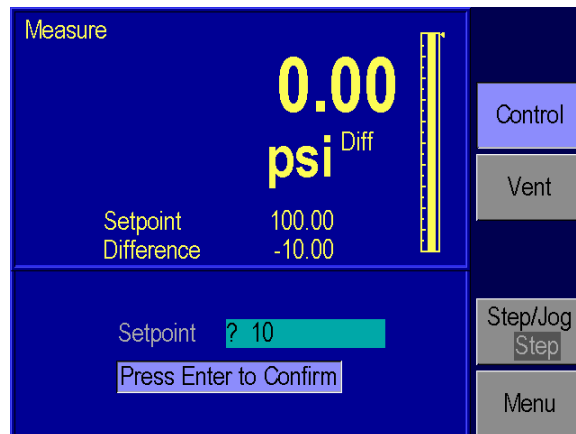 Measure
0.00
psi Diff
Setpoint 100.00
Difference -10.00
Setpoint ? 10
Press Enter to Confirm
Control
Vent
Step/Jog
Step
Menu